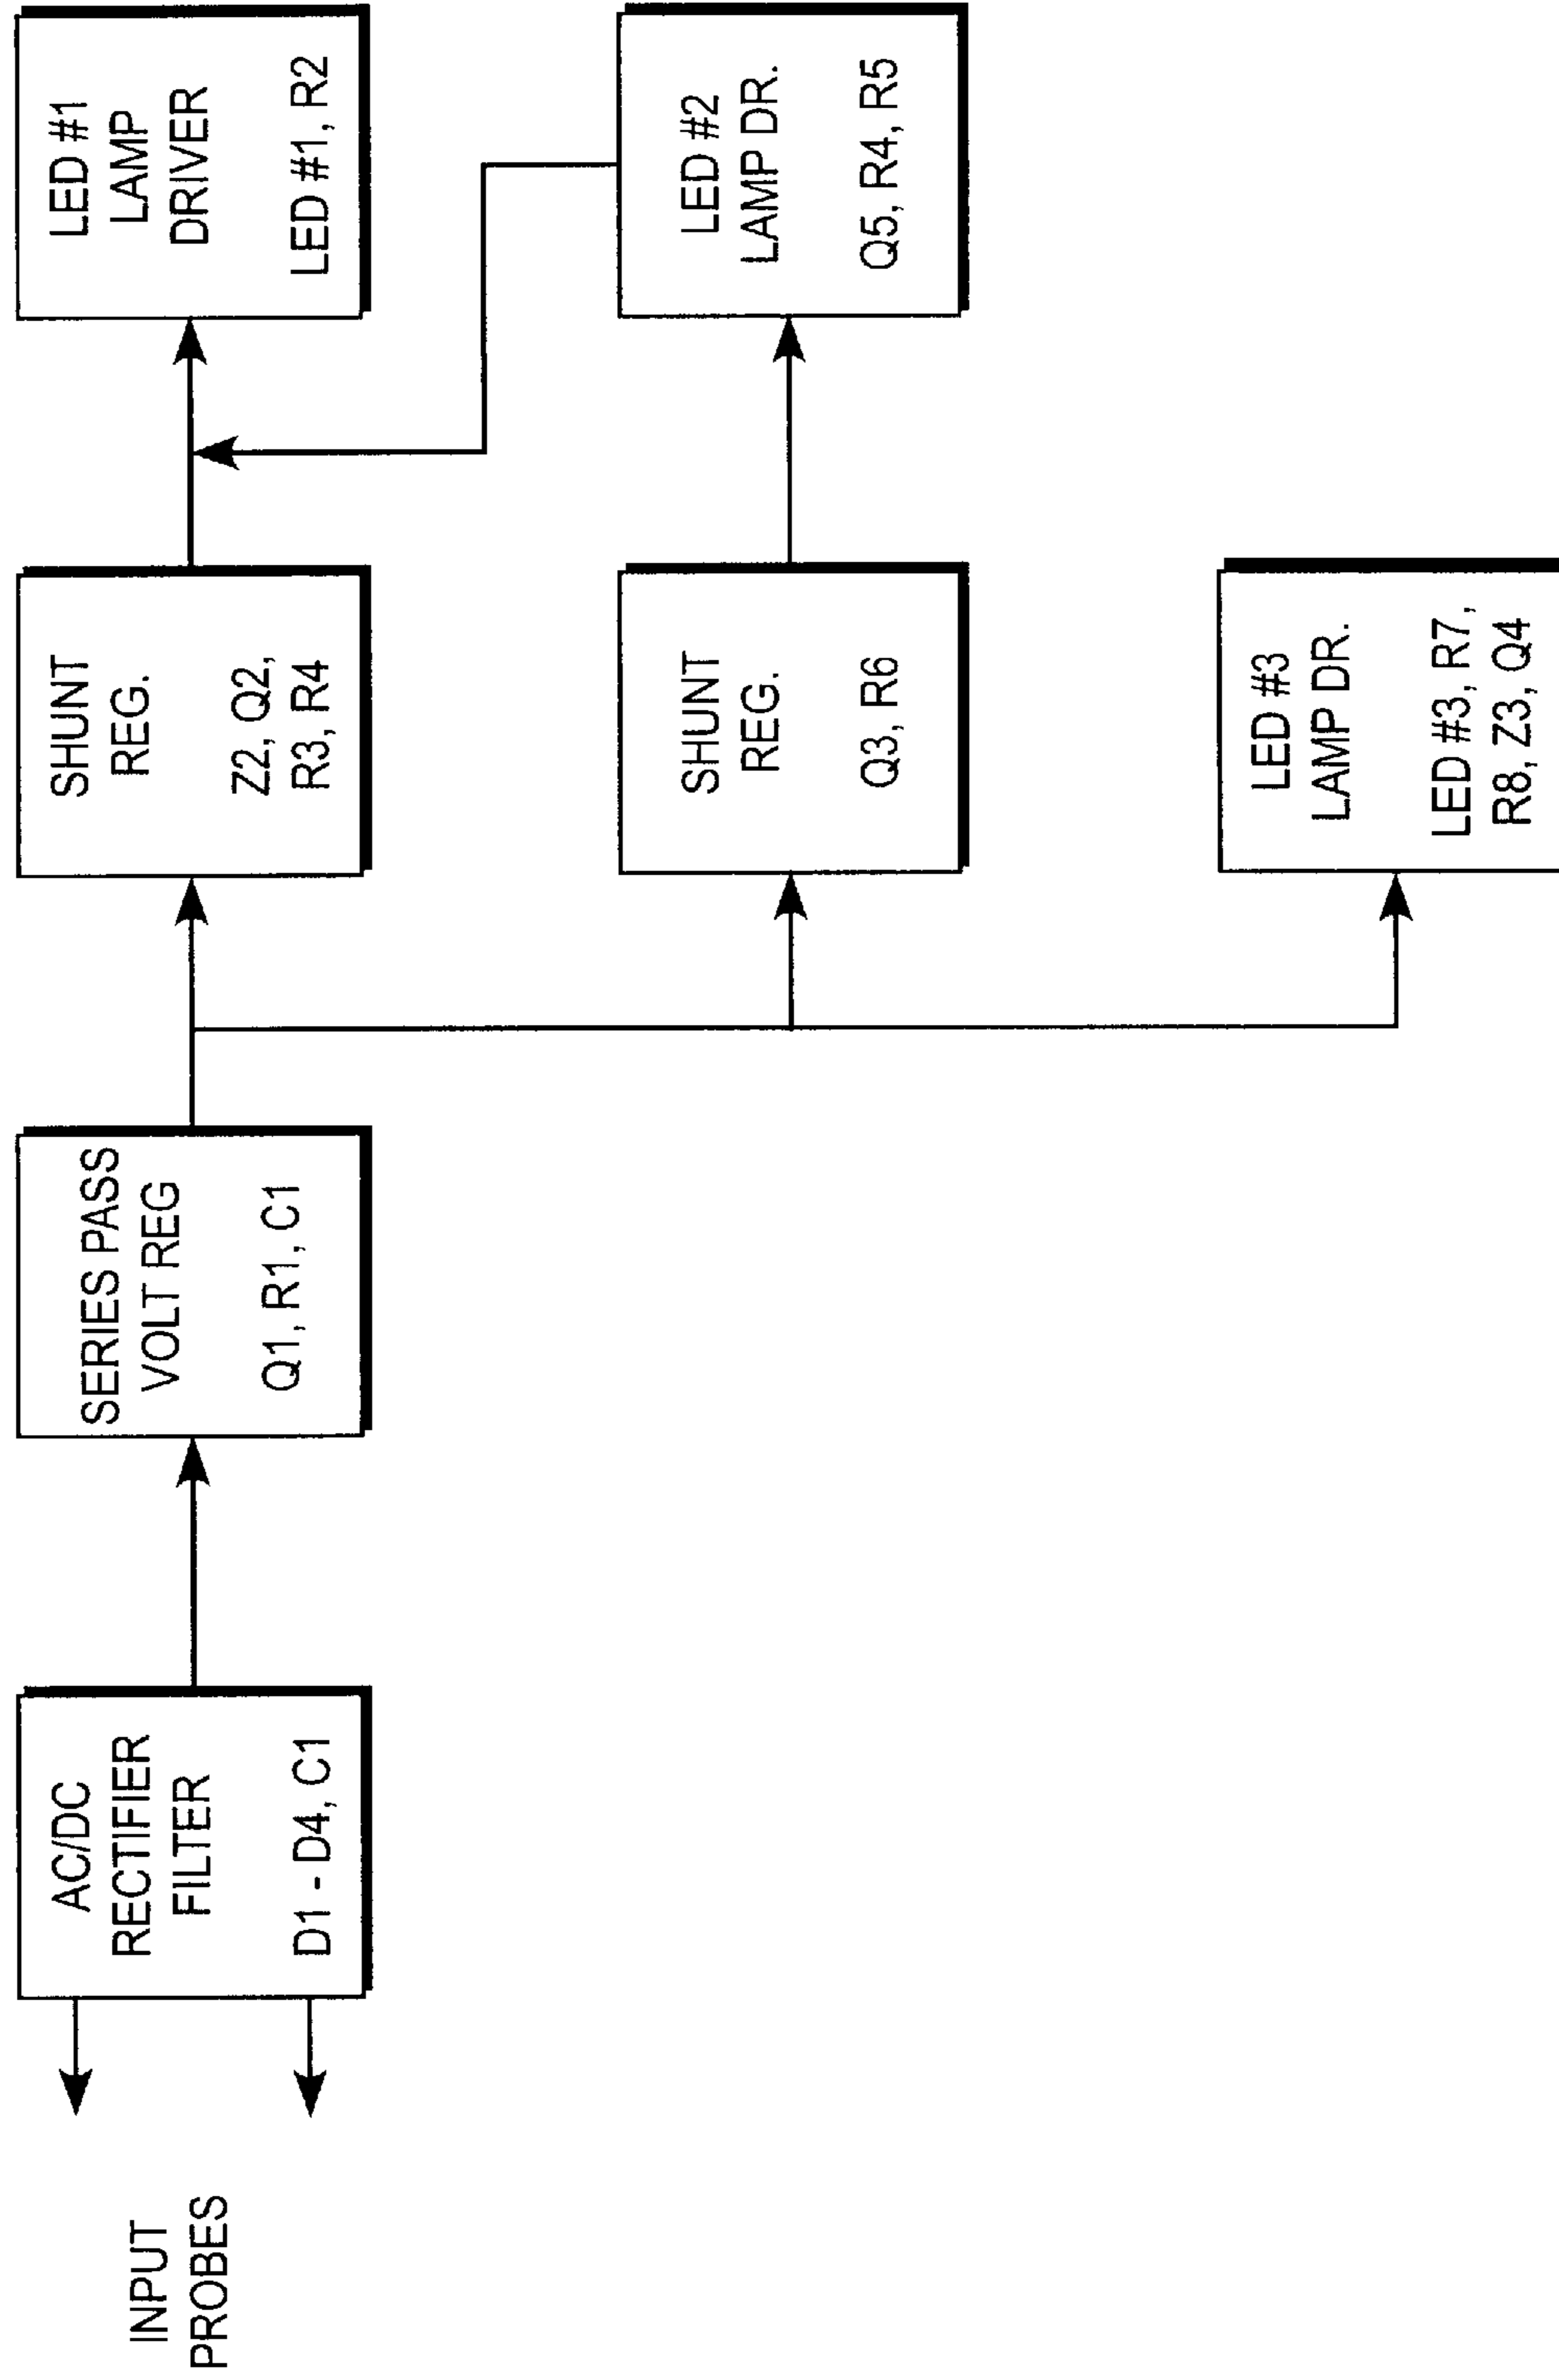 INPUT
PROBES
AC/DC
RECTIFIER
FILTER
D1 - D4, C1
SERIES PASS
VOLT REG
Q1, R1, C1
SHUNT
REG.
Z2, Q2,
R3, R4
LED #1
LAMP
DRIVER
LED #1, R2
SHUNT
REG.
Q3, R6
LED #2
LAMP DR.
Q5, R4, R5
LED #3
LAMP DR.
LED #3, R7,
R8, Z3, Q4